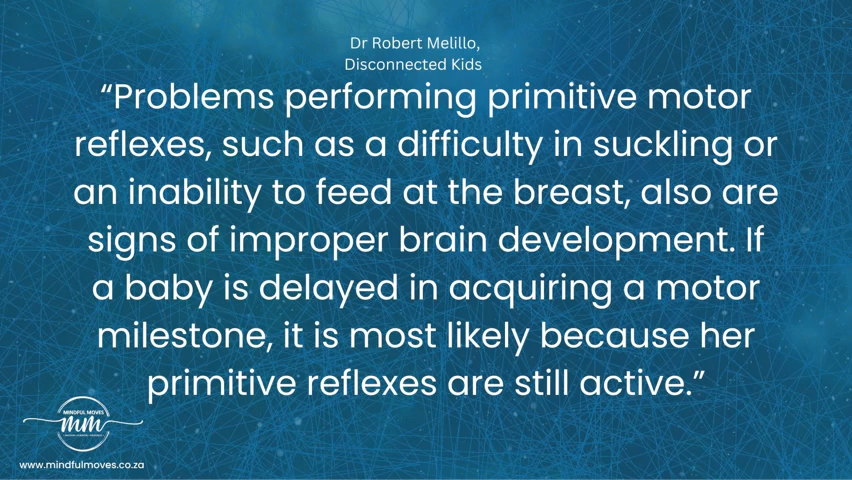 Dr Robert Melillo,
Disconnected Kids
“Problems performing primitive motor
reflexes, such as a difficulty in suckling or
an inability to feed at the breast, also are
signs of improper brain development. If
a baby is delayed in acquiring a motor
milestone, it is most likely because her
primitive reflexes are still active.”
MINDFUL MOVES
mm
www.mindfulmoves.co.za